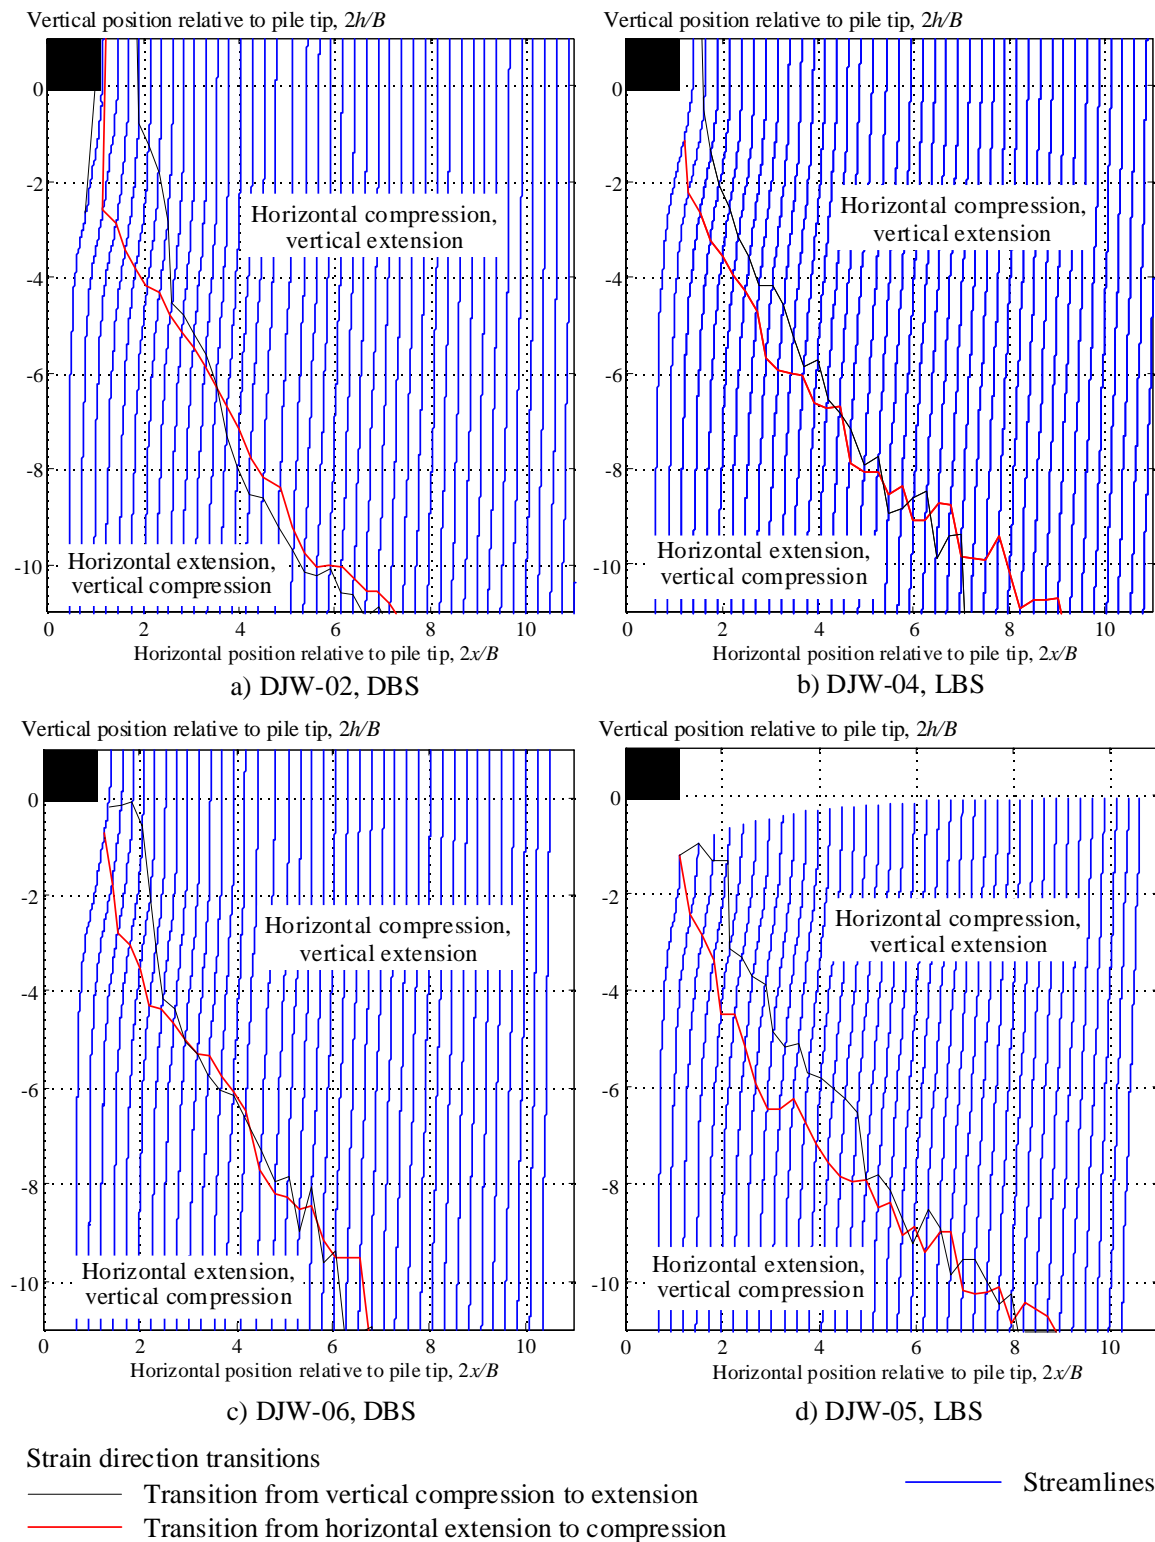 Vertical position relative to pile tip, 2h/B
Vertical position relative to pile tip, 2h/B
0
-2
-4
-6
-8
-10
Horizontal compression,
vertical extension
Horizontal extension,
vertical compression
0 2 4 6 8 10
Horizontal position relative to pile tip, 2x/B
a) DJW-02, DBS
0
-2
-4
-6
-8
-10
Horizontal compression,
vertical extension
Horizontal extension,
vertical compression
0 2 4 6 8 10
Horizontal position relative to pile tip, 2x/B
b) DJW-04, LBS
Vertical position relative to pile tip, 2h/B
Vertical position relative to pile tip, 2h/B
0
-2
-4
-6
-8
-10
Horizontal compression,
vertical extension
Horizontal extension,
vertical compression
0 2 4 6 8 10
Horizontal position relative to pile tip, 2x/B
c) DJW-06, DBS
0
-2
-4
-6
-8
-10
Horizontal compression,
vertical extension
Horizontal extension,
vertical compression
0 2 4 6 8 10
Horizontal position relative to pile tip, 2x/B
d) DJW-05, LBS
Strain direction transitions
Transition from vertical compression to extension
Transition from horizontal extension to compression
Streamlines